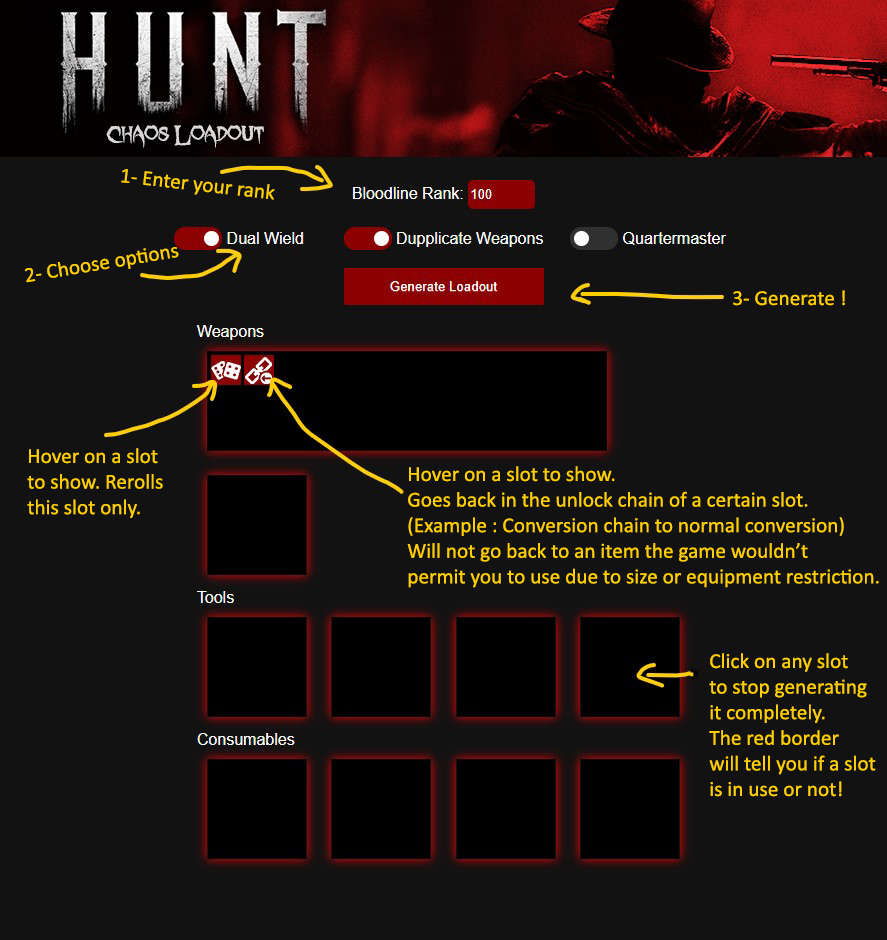 HUNT
CHAOS LOADOUT
1- Enter your rank
Bloodline Rank: 100
Dual Wield
Dupplicate Weapons
Quartermaster
2- Choose options
Generate Loadout
3- Generate !
Weapons
Hover on a slot
to show. Rerolls
this slot only.
Hover on a slot to show.
Goes back in the unlock chain of a certain slot.
(Example : Conversion chain to normal conversion)
Will not go back to an item the game wouldn’t
permit you to use due to size or equipment restriction.
Tools
Click on any slot
to stop generating
it completely.
The red border
will tell you if a slot
is in use or not!
Consumables